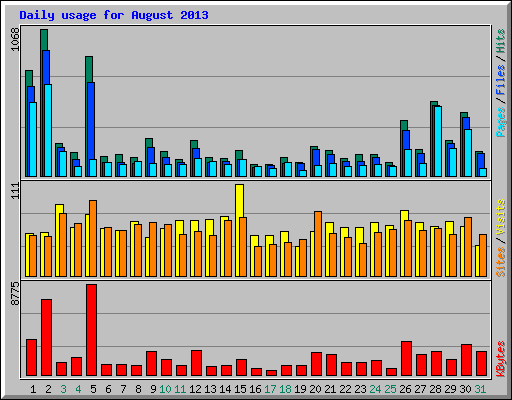 Daily usage for August 2013
1068
Pages / Files / Hits
111
Sites / Visits
8775
KBytes
1 2 3 4 5 6 7 8 9 10 11 12 13 14 15 16 17 18 19 20 21 22 23 24 25 26 27 28 29 30 31